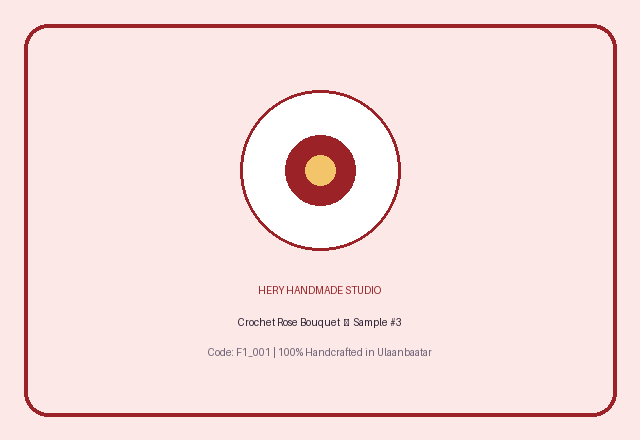 HERY HANDMADE STUDIO
Crochet Rose Bouquet Sample #3
Code: F1_001 | 100% Handcrafted in Ulaanbaatar